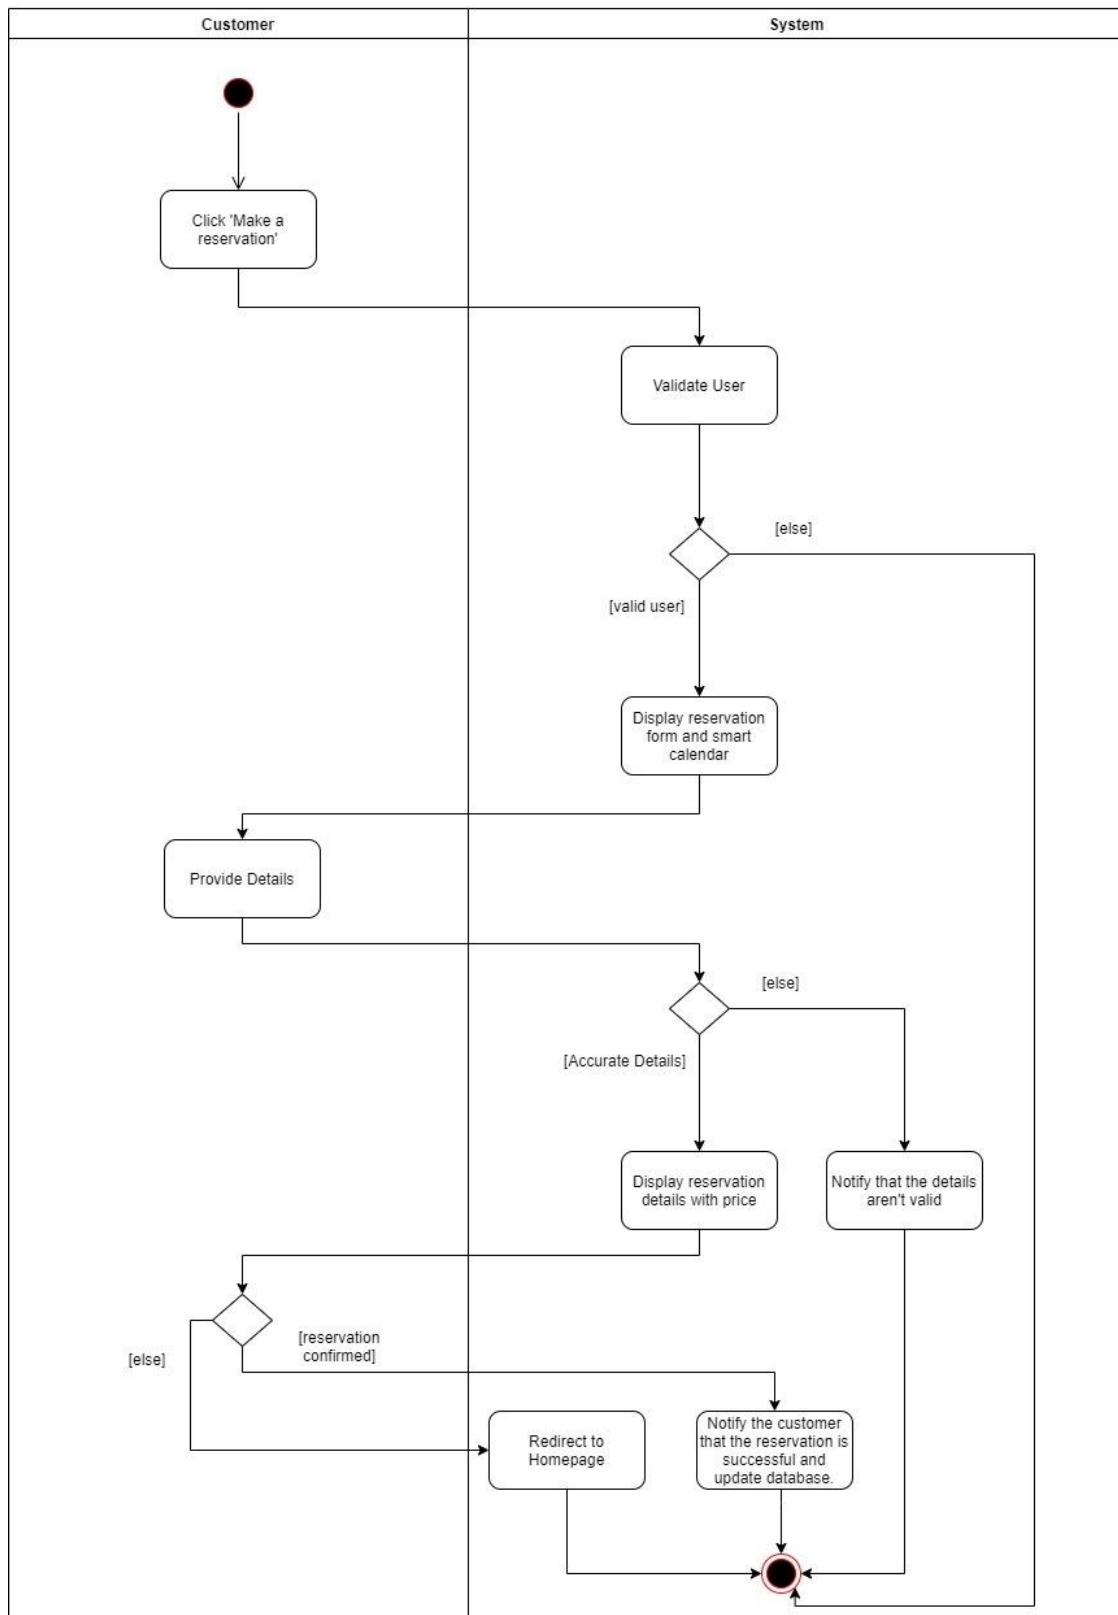 Customer
System
Click 'Make a
reservation'
Validate User
[else]
[valid user]
Display reservation
form and smart
calendar
Provide Details
[else]
[Accurate Details]
Display reservation
details with price
Notify that the details
aren't valid
[reservation
confirmed]
[else]
Redirect to
Homepage
Notify the customer
that the reservation is
successful and
update database.